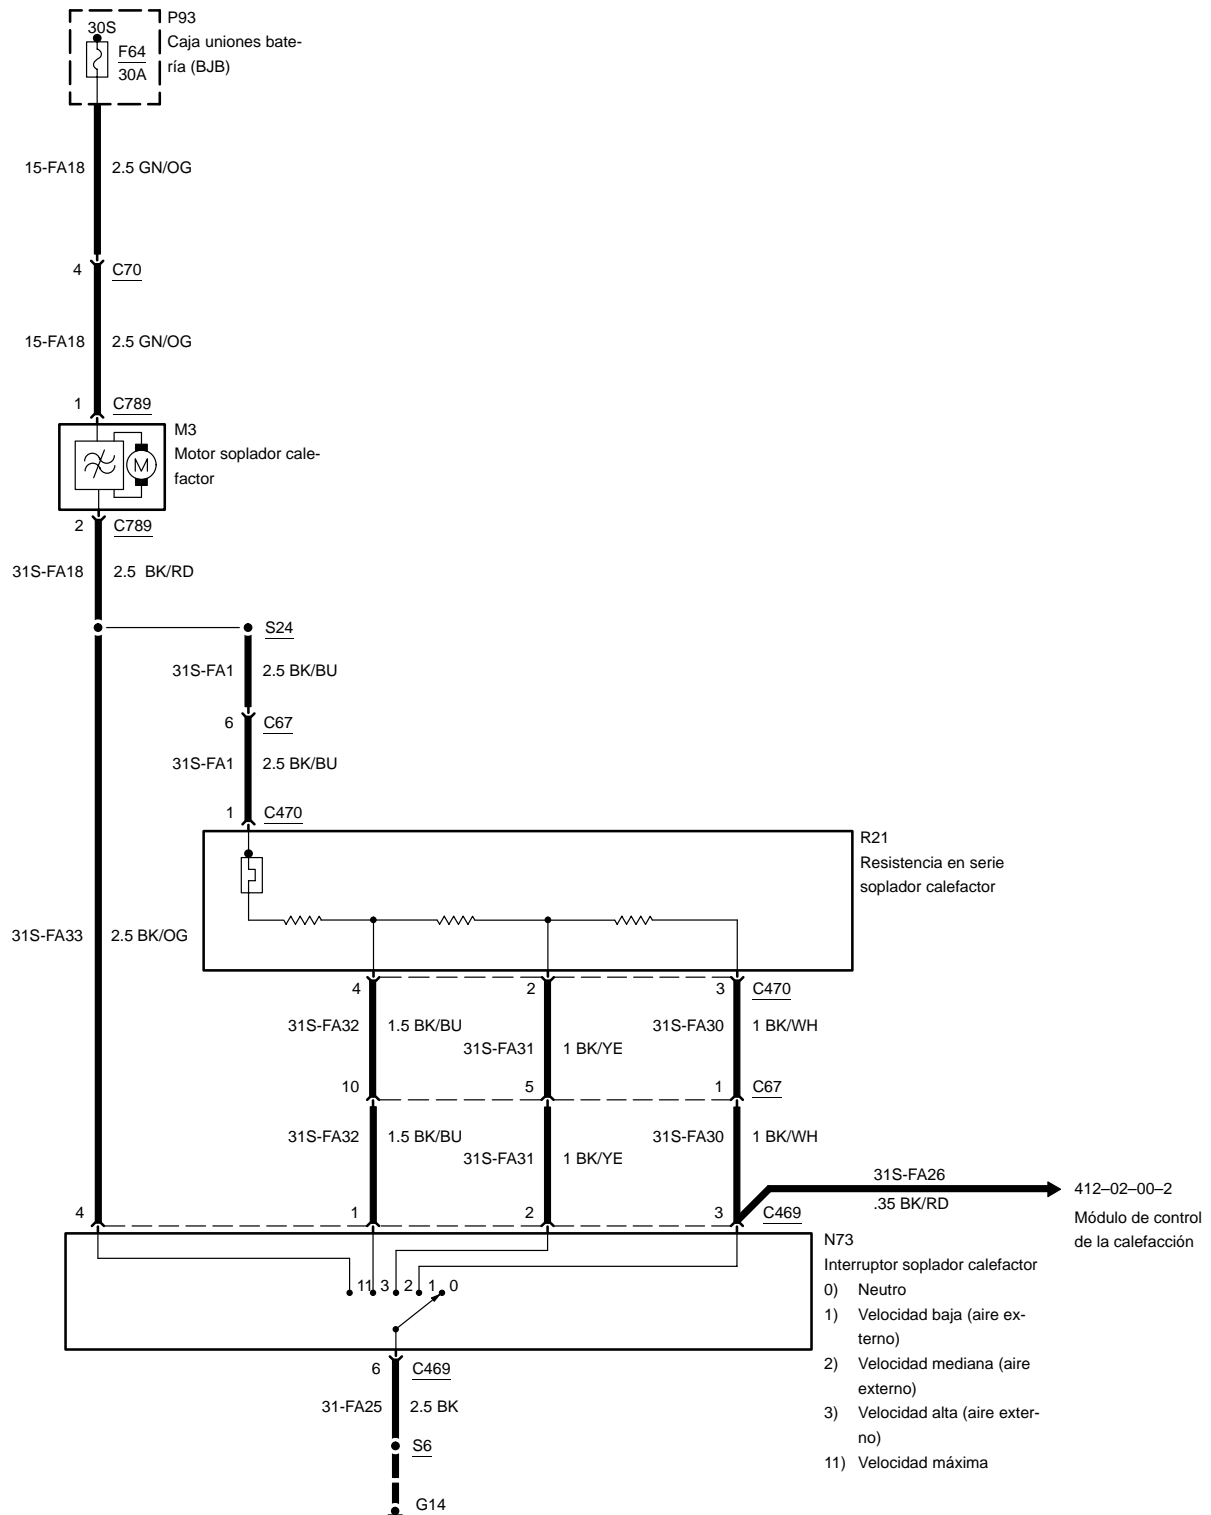 30S
F64
30A
P93
Caja uniones bate-
ría (BJB)
15-FA18
2.5 GN/OG
4
C70
15-FA18
2.5 GN/OG
1
C789
M3
Motor soplador cale-
factor
M
2
C789
31S-FA18
2.5 BK/RD
S24
31S-FA1
2.5 BK/BU
6
C67
31S-FA1
2.5 BK/BU
1
C470
R21
Resistencia en serie
soplador calefactor
31S-FA33
2.5 BK/OG
4
2
3
C470
31S-FA32
1.5 BK/BU
31S-FA30
1 BK/WH
31S-FA31
1 BK/YE
10
5
1
C67
31S-FA32
1.5 BK/BU
31S-FA30
1 BK/WH
31S-FA31
1 BK/YE
31S-FA26
.35 BK/RD
412–02–00–2
Módulo de control
de la calefacción
4
1
2
3
C469
N73
Interruptor soplador calefactor
0) Neutro
1) Velocidad baja (aire ex-
terno)
2) Velocidad mediana (aire
externo)
3) Velocidad alta (aire exter-
no)
11) Velocidad máxima
11 3 2 1 0
6
C469
31-FA25
2.5 BK
S6
G14